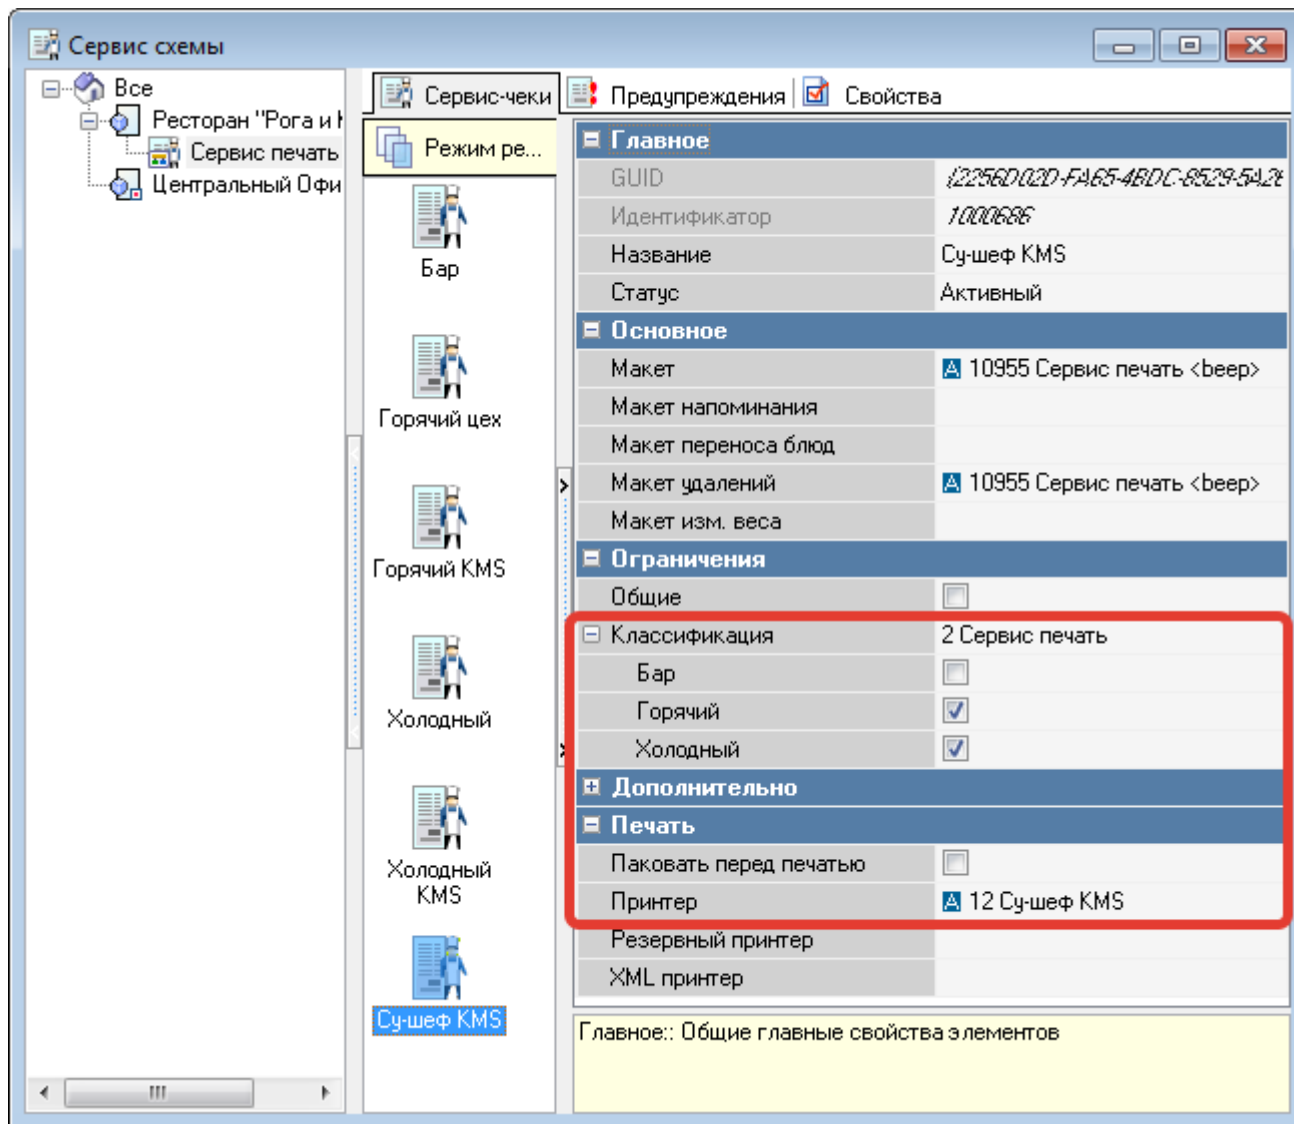 Сервис схемы
Все
Ресторан "Рога и
Сервис печать
Центральный Офи
Сервис-чеки
Предупреждения
Свойства
Режим ре...
Бар
Горячий цех
Горячий KMS
Холодный
Холодный
KMS
Су-шеф KMS
Главное
GUID {2256D02D-FA65-4BDC-8529-5A2
Идентификатор 1000686
Название Су-шеф KMS
Статус Активный
Основное
Макет 10955 Сервис печать <beep>
Макет напоминания
Макет переноса блюд
Макет удалений 10955 Сервис печать <beep>
Макет изм. веса
Ограничения
Общие
Классификация 2 Сервис печать
Бар
Горячий
Холодный
Дополнительно
Печать
Паковать перед печатью
Принтер 12 Су-шеф KMS
Резервный принтер
XML принтер
Главное:: Общие главные свойства элементов